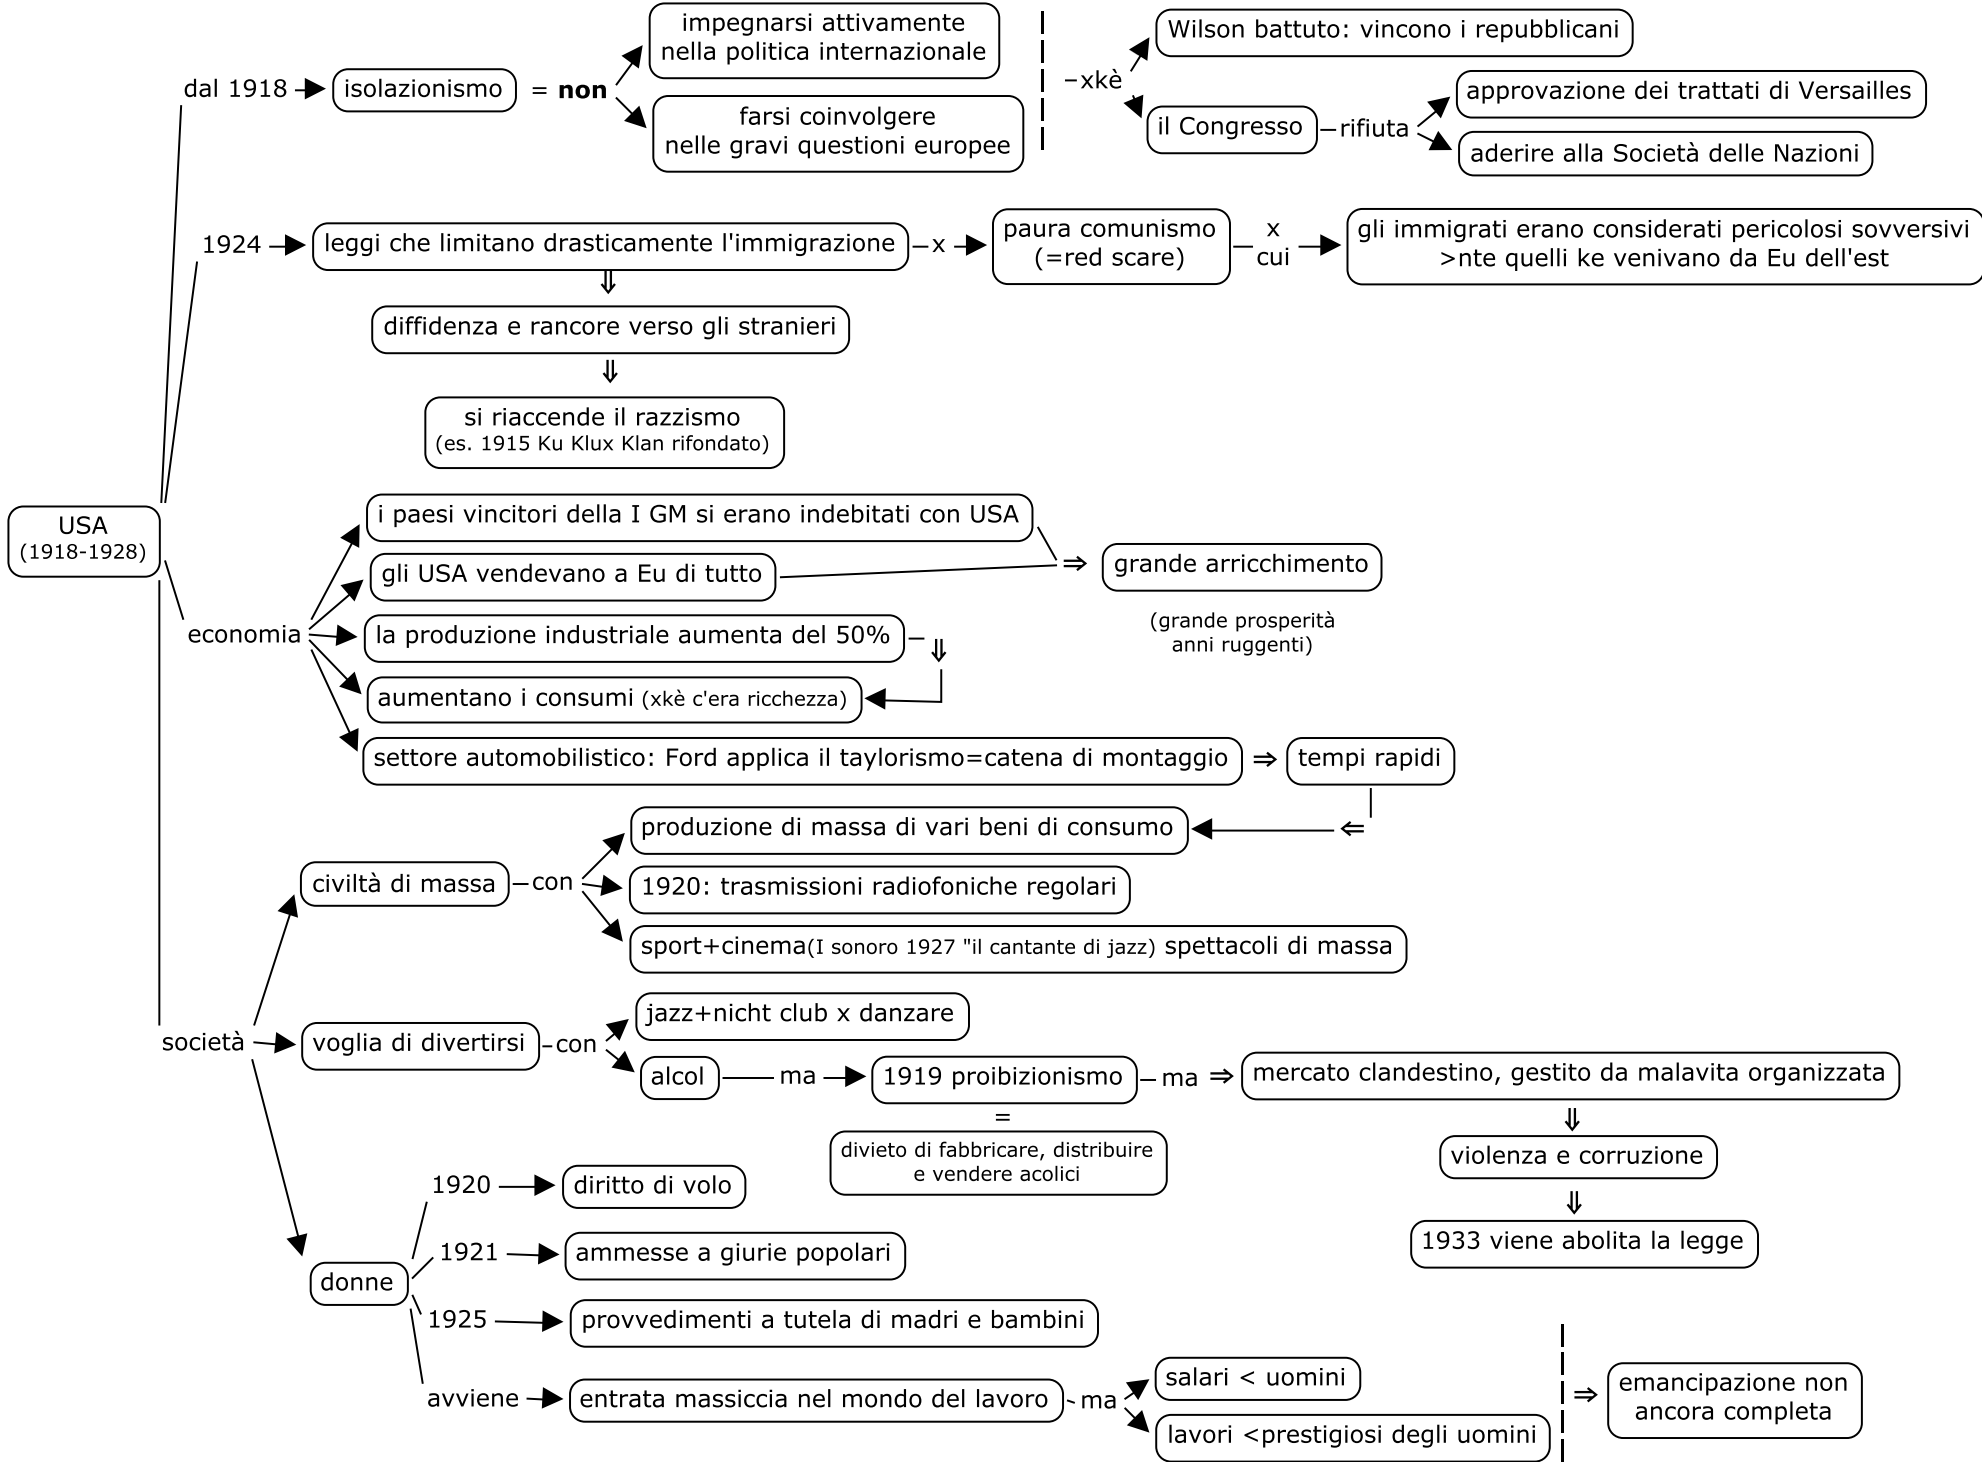 USA
(1918-1928)
dal 1918
isolazionismo
= non
impegnarsi attivamente
nella politica internazionale
farsi coinvolgere
nelle gravi questioni europee
xkè
Wilson battuto: vincono i repubblicani
il Congresso
rifiuta
approvazione dei trattati di Versailles
aderire alla Società delle Nazioni
1924
leggi che limitano drasticamente l'immigrazione
x
paura comunismo
(=red scare)
x
cui
gli immigrati erano considerati pericolosi sovversivi
>nte quelli ke venivano da Eu dell'est
⇓
diffidenza e rancore verso gli stranieri
⇓
si riaccende il razzismo
(es. 1915 Ku Klux Klan rifondato)
economia
i paesi vincitori della I GM si erano indebitati con USA
gli USA vendevano a Eu di tutto
⇒
grande arricchimento
(grande prosperità
anni ruggenti)
la produzione industriale aumenta del 50%
⇓
aumentano i consumi (xkè c'era ricchezza)
settore automobilistico: Ford applica il taylorismo=catena di montaggio
⇒
tempi rapidi
⇐
società
civiltà di massa
con
produzione di massa di vari beni di consumo
1920: trasmissioni radiofoniche regolari
sport+cinema(I sonoro 1927 "il cantante di jazz) spettacoli di massa
voglia di divertirsi
con
jazz+nicht club x danzare
alcol
ma
1919 proibizionismo
=
divieto di fabbricare, distribuire
e vendere acolici
ma ⇒
mercato clandestino, gestito da malavita organizzata
⇓
violenza e corruzione
⇓
1933 viene abolita la legge
donne
1920
diritto di volo
1921
ammesse a giurie popolari
1925
provvedimenti a tutela di madri e bambini
avviene
entrata massiccia nel mondo del lavoro
ma
salari < uomini
lavori <prestigiosi degli uomini
⇒
emancipazione non
ancora completa